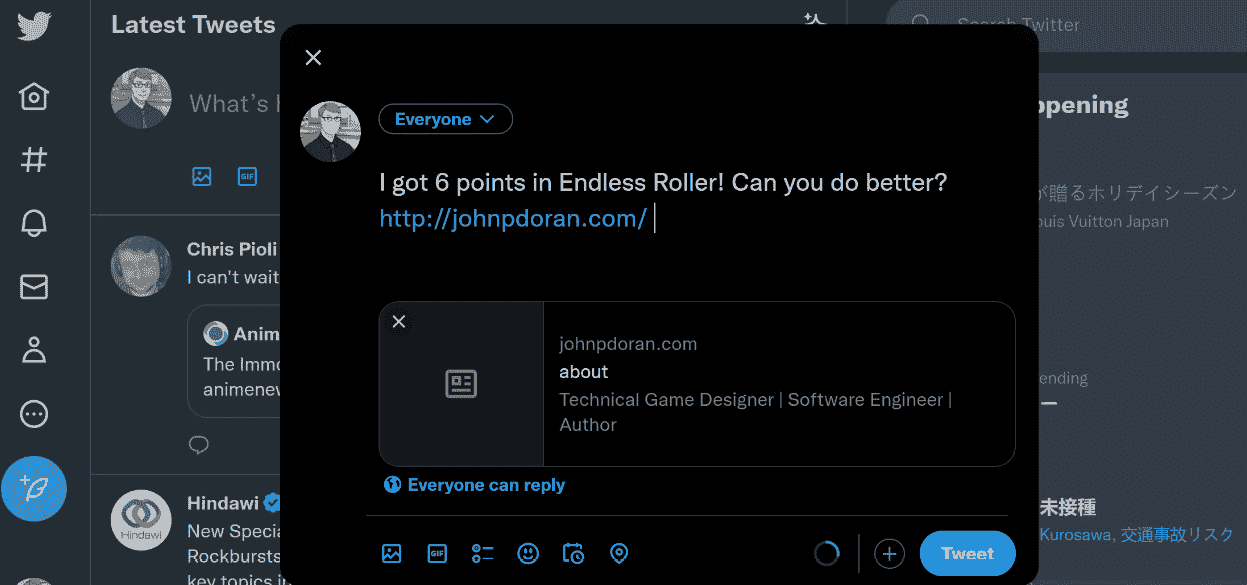 Latest Tweets
Search Twitter
What's
GIF
Everyone
I got 6 points in Endless Roller! Can you do better?
http://johnpdoran.com/
johnpdoran.com
about
Technical Game Designer | Software Engineer |
Author
Everyone can reply
GIF
Tweet
Chris Pioli
I can't wait
Anim
The Immo
animenew
Hindawi
Hindawi
New Specia
Rockbursts
key topics in
ppening
が贈るホリデイシーズン
ouis Vuitton Japan
ending
未接種
Kurosawa, 交通事故リスク